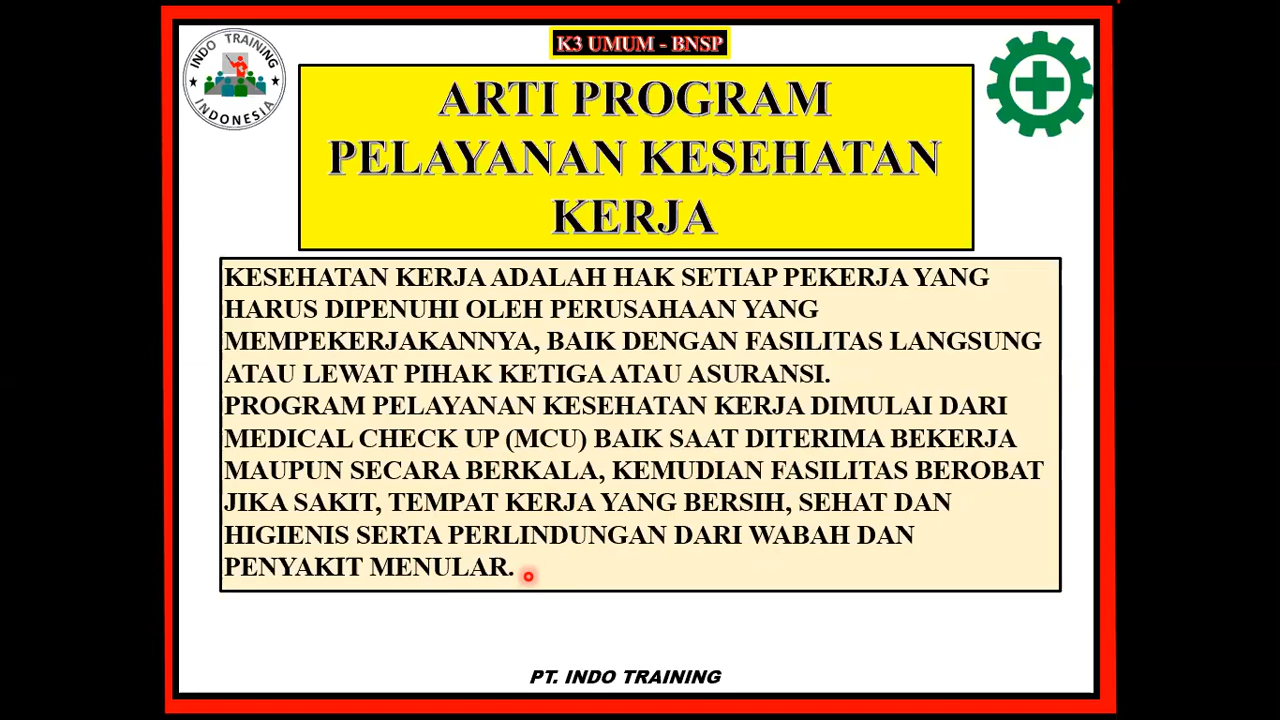 INDO TRAINING
INDONESIA
K3 UMUM - BNSP
ARTI PROGRAM
PELAYANAN KESEHATAN
KERJA
KESEHATAN KERJA ADALAH HAK SETIAP PEKERJA YANG
HARUS DIPENUHI OLEH PERUSAHAAN YANG
MEMPEKERJAKANNYA, BAIK DENGAN FASILITAS LANGSUNG
ATAU LEWAT PIHAK KETIGA ATAU ASURANSI.
PROGRAM PELAYANAN KESEHATAN KERJA DIMULAI DARI
MEDICAL CHECK UP (MCU) BAIK SAAT DITERIMA BEKERJA
MAUPUN SECARA BERKALA, KEMUDIAN FASILITAS BEROBAT
JIKA SAKIT, TEMPAT KERJA YANG BERSIH, SEHAT DAN
HIGIENIS SERTA PERLINDUNGAN DARI WABAH DAN
PENYAKIT MENULAR.
PT. INDO TRAINING